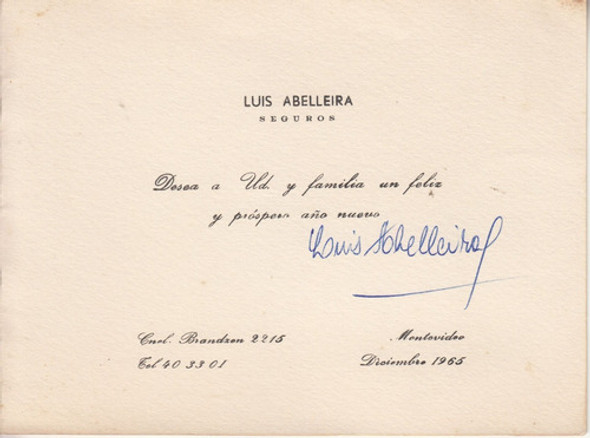 LUIS ABELLEIRA
SEGUROS
Desea a Ud. y familia un feliz
y próspero año nuevo
Luis Abelleira
Cnel. Brandzen 2215
Tel 40 33 01
Montevideo
Diciembre 1965